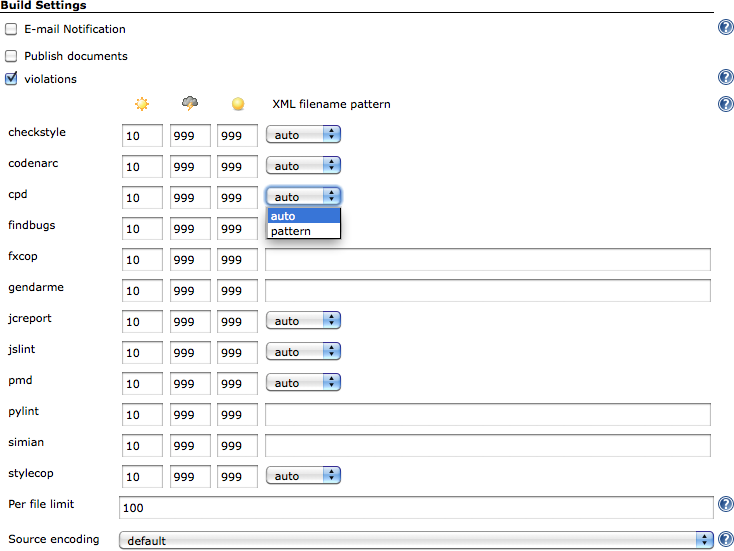 Build Settings
E-mail Notification
Publish documents
violations
XML filename pattern
checkstyle 10 999 999 auto
codenarc 10 999 999 auto
cpd 10 999 999 auto
auto
findbugs 10 999 999 pattern
fxcop 10 999 999
gendarme 10 999 999
jcreport 10 999 999 auto
jslint 10 999 999 auto
pmd 10 999 999 auto
pylint 10 999 999
simian 10 999 999
stylecop 10 999 999 auto
Per file limit 100
Source encoding default